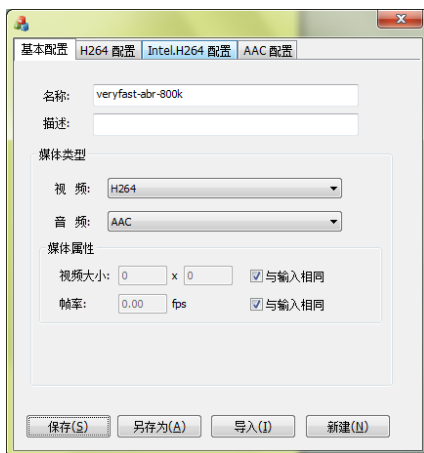 基本配置 H264 配置 Intel.H264 配置 AAC 配置
名称: veryfast-abr-800k
描述:
媒体类型
视 频: H264
音 频: AAC
媒体属性
视频大小: 0 x 0 与输入相同
帧率: 0.00 fps 与输入相同
保存(S) 另存为(A) 导入(I) 新建(N)